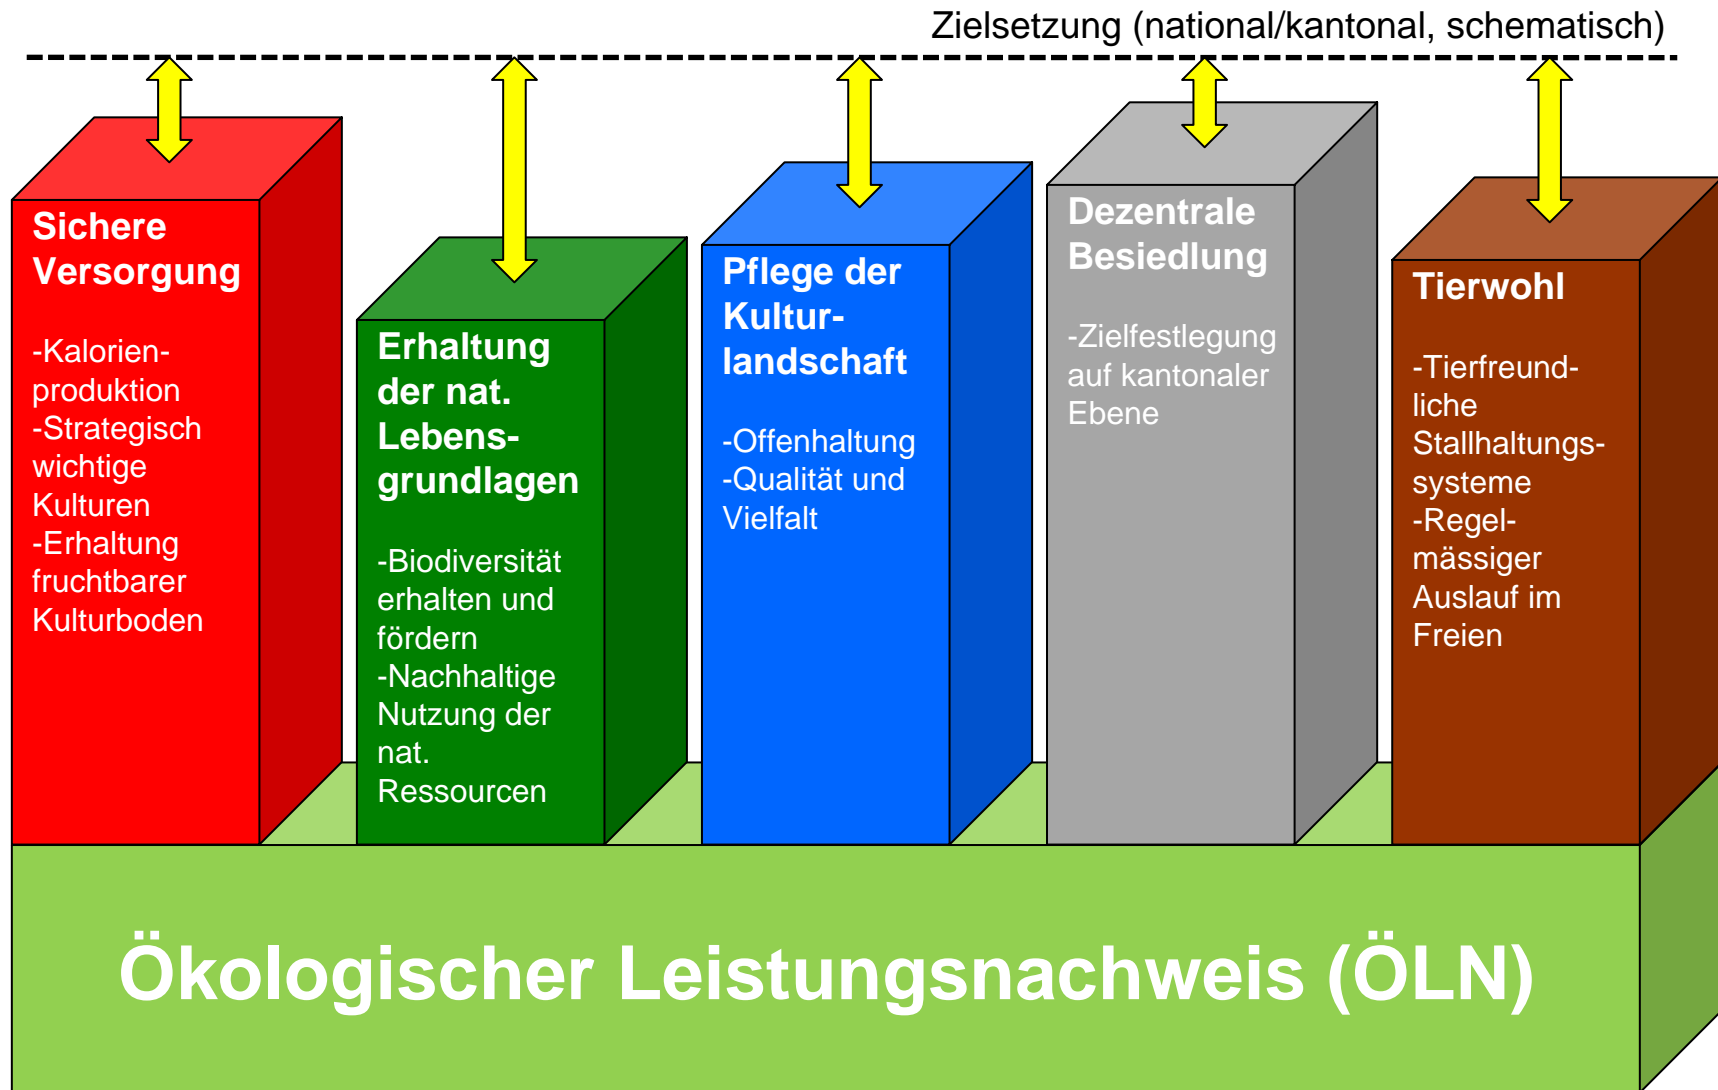 Zielsetzung (national/kantonal, schematisch)
Sichere
Versorgung
-Kalorien-
produktion
-Strategisch
wichtige
Kulturen
-Erhaltung
fruchtbarer
Kulturboden
Erhaltung
der nat.
Lebens-
grundlagen
-Biodiversität
erhalten und
fördern
-Nachhaltige
Nutzung der
nat.
Ressourcen
Pflege der
Kultur-
landschaft
-Offenhaltung
-Qualität und
Vielfalt
Dezentrale
Besiedlung
-Zielfestlegung
auf kantonaler
Ebene
Tierwohl
-Tierfreund-
liche
Stallhaltungs-
systeme
-Regel-
mässiger
Auslauf im
Freien
Ökologischer Leistungsnachweis (ÖLN)